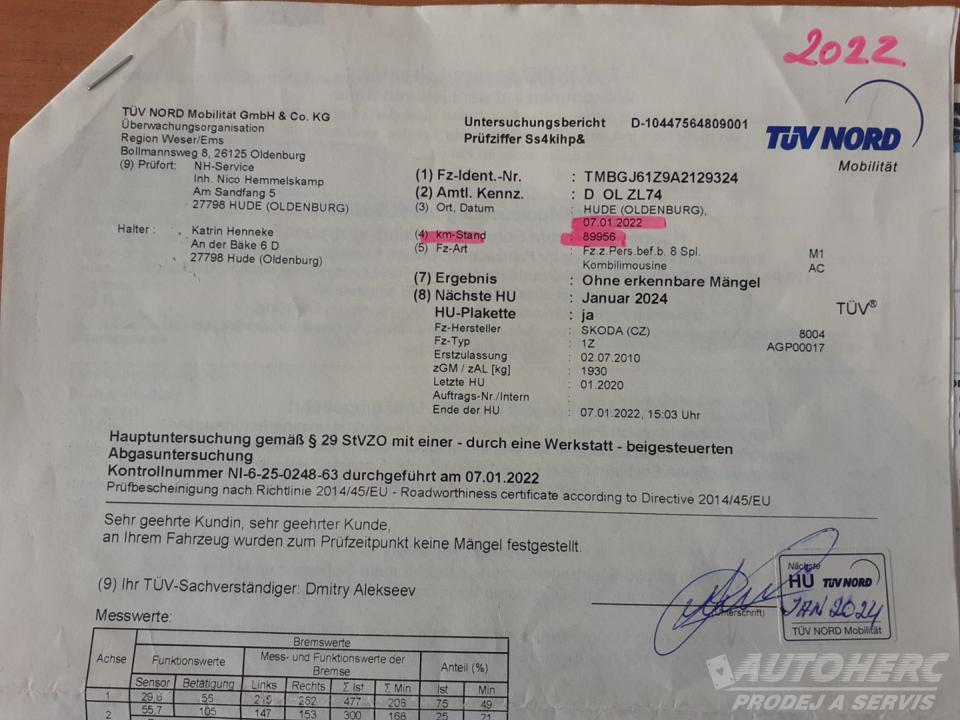 2022
TÜV NORD Mobilität GmbH & Co. KG
Überwachungsorganisation
Region Weser/Ems
Bollmannsweg 8, 26125 Oldenburg
(9) Prüfort: NH-Service
Inh. Nico Hemmelskamp
Am Sandfang 5
27798 HUDE (OLDENBURG)
Halter : Katrin Henneke
An der Bäke 6 D
27798 Hude (Oldenburg)
Untersuchungsbericht D-10447564809001
Prüfziffer Ss4kihp&
TÜV NORD
Mobilität
(1) Fz-Ident.-Nr. : TMBGJ61Z9A2129324
(2) Amtl. Kennz. : D OL ZL74
(3) Ort, Datum : HUDE (OLDENBURG),
07.01.2022
(4) km-Stand : 89956
(5) Fz-Art : Fz.z.Pers.bef.b. 8 Spl. M1
Kombilimousine AC
(7) Ergebnis : Ohne erkennbare Mängel
(8) Nächste HU : Januar 2024
HU-Plakette : ja
TÜV®
Fz-Hersteller : SKODA (CZ) 8004
Fz-Typ : 1Z AGP00017
Erstzulassung : 02.07.2010
zGM / zAL [kg] : 1930
Letzte HU : 01.2020
Auftrags-Nr./Intern :
Ende der HU : 07.01.2022, 15:03 Uhr
Hauptuntersuchung gemäß § 29 StVZO mit einer - durch eine Werkstatt - beigesteuerten
Abgasuntersuchung
Kontrollnummer NI-6-25-0248-63 durchgeführt am 07.01.2022
Prüfbescheinigung nach Richtlinie 2014/45/EU - Roadworthiness certificate according to Directive 2014/45/EU
Sehr geehrte Kundin, sehr geehrter Kunde,
an Ihrem Fahrzeug wurden zum Prüfzeitpunkt keine Mängel festgestellt.
(9) Ihr TÜV-Sachverständiger: Dmitry Alekseev
(Unterschrift)
Nächste
HU TÜV NORD
JAN 2024
TÜV NORD Mobilität
Messwerte:
Bremswerte
Achse Funktionswerte Mess- und Funktionswerte der Bremse Anteil (%)
Sensor Betätigung Links Rechts Σ Ist Σ Min Ist Min
1 29,6 55 215 262 477 206 75 49
2 55,7 105 147 153 300 168 25 21
AUTOHERC
PRODEJ A SERVIS